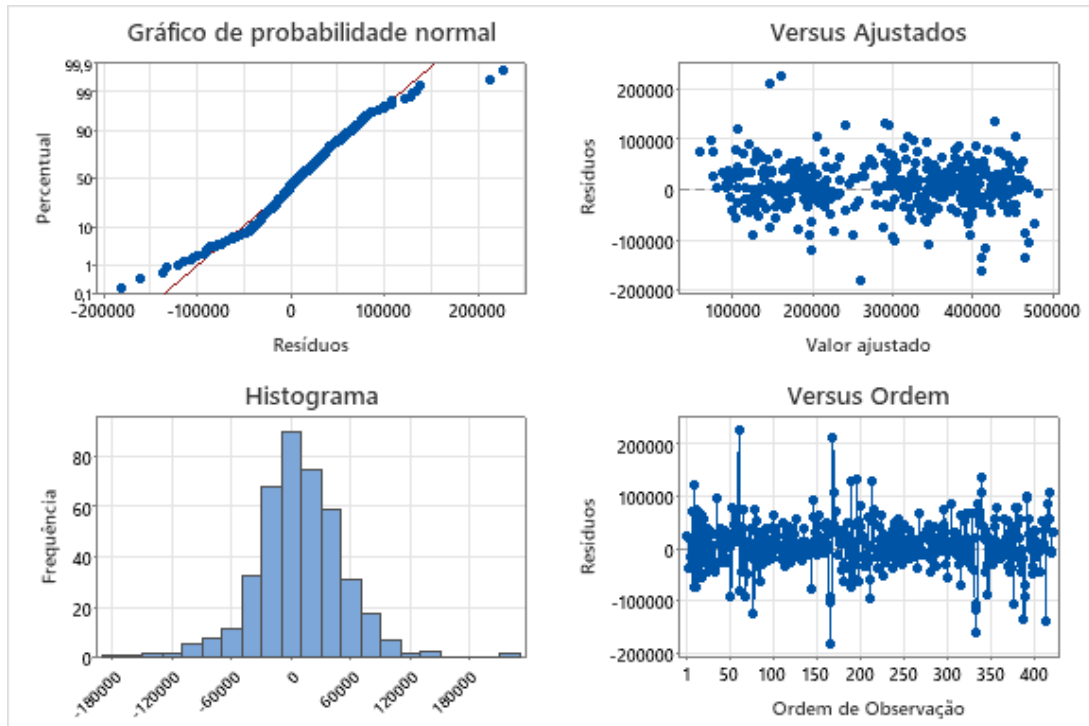 Gráfico de probabilidade normal
99,9
99
90
50
10
1
0,1
Percentual
-200000 -100000 0 100000 200000
Resíduos
Versus Ajustados
200000
100000
0
-100000
-200000
Resíduos
100000 200000 300000 400000 500000
Valor ajustado
Histograma
80
60
40
20
0
Frequência
-180000 -120000 -60000 0 60000 120000 180000
Versus Ordem
200000
100000
0
-100000
-200000
Resíduos
1 50 100 150 200 250 300 350 400
Ordem de Observação